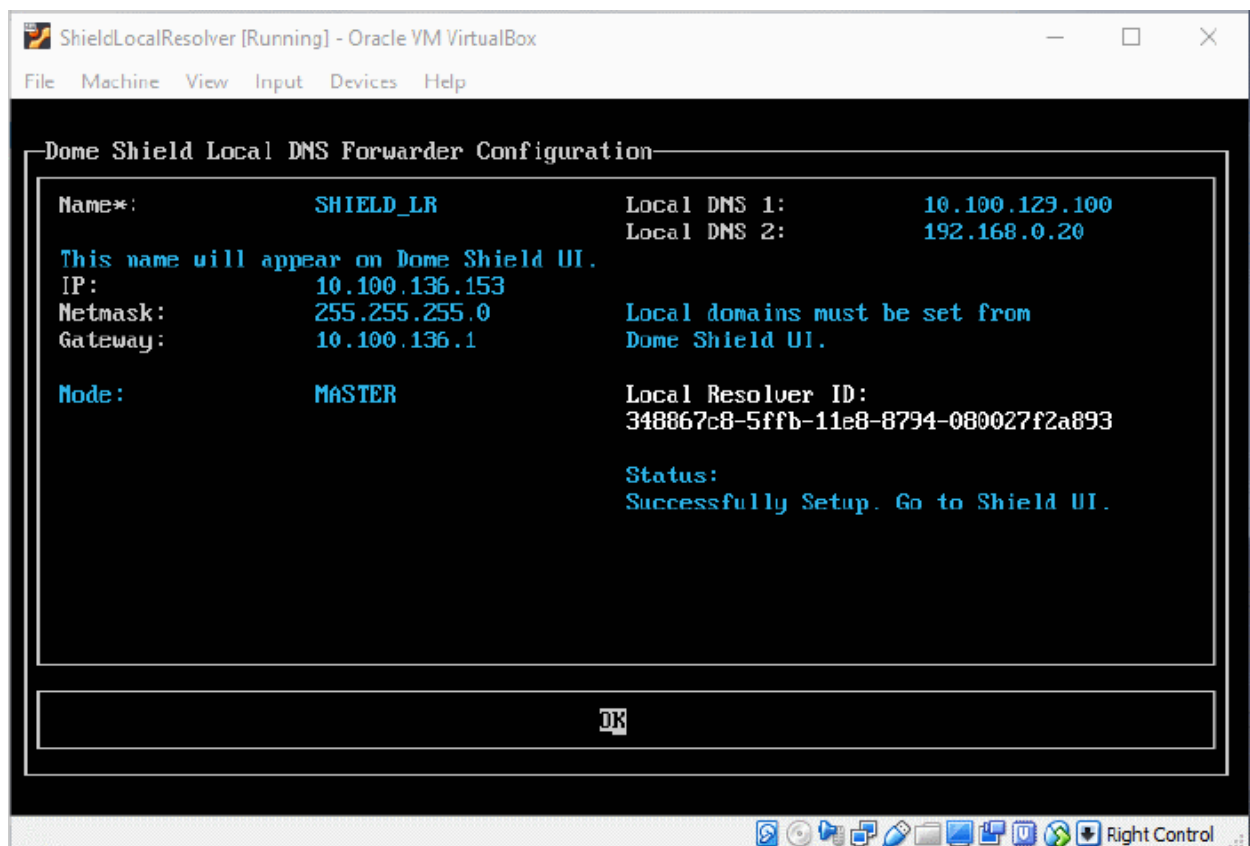 ShieldLocalResolver [Running] - Oracle VM VirtualBox
File Machine View Input Devices Help
Dome Shield Local DNS Forwarder Configuration
Name*: SHIELD_LR Local DNS 1: 10.100.129.100
Local DNS 2: 192.168.0.20
This name will appear on Dome Shield UI.
IP: 10.100.136.153
Netmask: 255.255.255.0 Local domains must be set from
Gateway: 10.100.136.1 Dome Shield UI.
Node: MASTER Local Resolver ID:
348867c8-5ffb-11e8-8794-080027f2a893
Status:
Successfully Setup. Go to Shield UI.
OK
Right Control